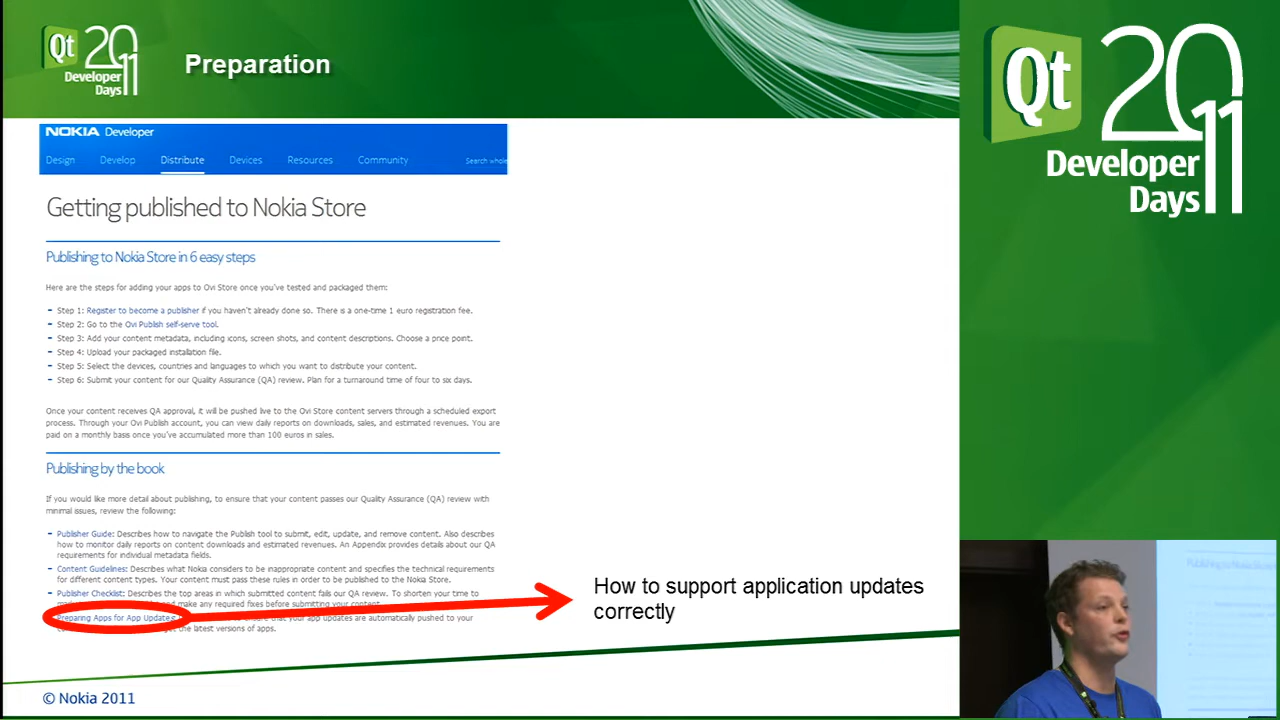 Qt 2011
Developer
Days
Preparation
NOKIA Developer
Design Develop Distribute Devices Resources Community Search whole
Getting published to Nokia Store
Publishing to Nokia Store in 6 easy steps
Here are the steps for adding your apps to Ovi Store once you've tested and packaged them:
- Step 1: Register to become a publisher if you haven't already done so. There is a one-time 1 euro registration fee.
- Step 2: Go to the Ovi Publish self-serve tool.
- Step 3: Add your content metadata, including icons, screen shots, and content descriptions. Choose a price point.
- Step 4: Upload your packaged installation file.
- Step 5: Select the devices, countries and languages to which you want to distribute your content.
- Step 6: Submit your content for our Quality Assurance (QA) review. Plan for a turnaround time of four to six days.
Once your content receives QA approval, it will be pushed live to the Ovi Store content servers through a scheduled export
process. Through your Ovi Publish account, you can view daily reports on downloads, sales, and estimated revenues. You are
paid on a monthly basis once you've accumulated more than 100 euros in sales.
Publishing by the book
If you would like more detail about publishing, to ensure that your content passes our Quality Assurance (QA) review with
minimal issues, review the following:
- Publisher Guide: Describes how to navigate the Publish tool to submit, edit, update, and remove content. Also describes
how to monitor daily reports on content downloads and estimated revenues. An Appendix provides details about our QA
requirements for individual metadata fields.
- Content Guidelines: Describes what Nokia considers to be inappropriate content and specifies the technical requirements
for different content types. Your content must pass these rules in order to be published to the Nokia Store.
- Publisher Checklist: Describes the top areas in which submitted content fails our QA review. To shorten your time to
and make any required fixes before submitting your content.
Preparing Apps for App Updates ensure that your app updates are automatically pushed to your
the latest versions of apps.
How to support application updates
correctly
© Nokia 2011
Qt 2011
Developer
Days